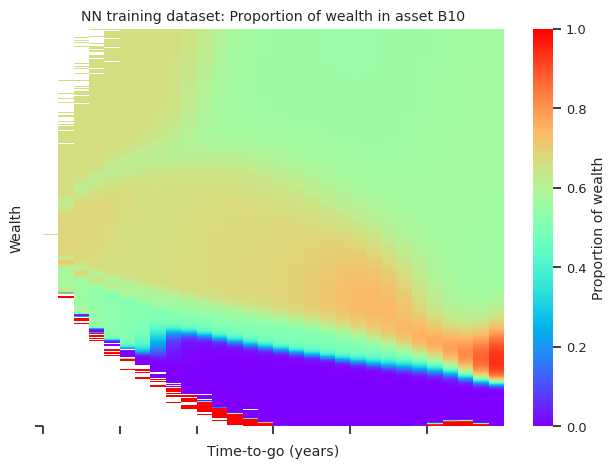 NN training dataset: Proportion of wealth in asset B10
Wealth
Time-to-go (years)
1.0
0.8
0.6
0.4
0.2
0.0
Proportion of wealth